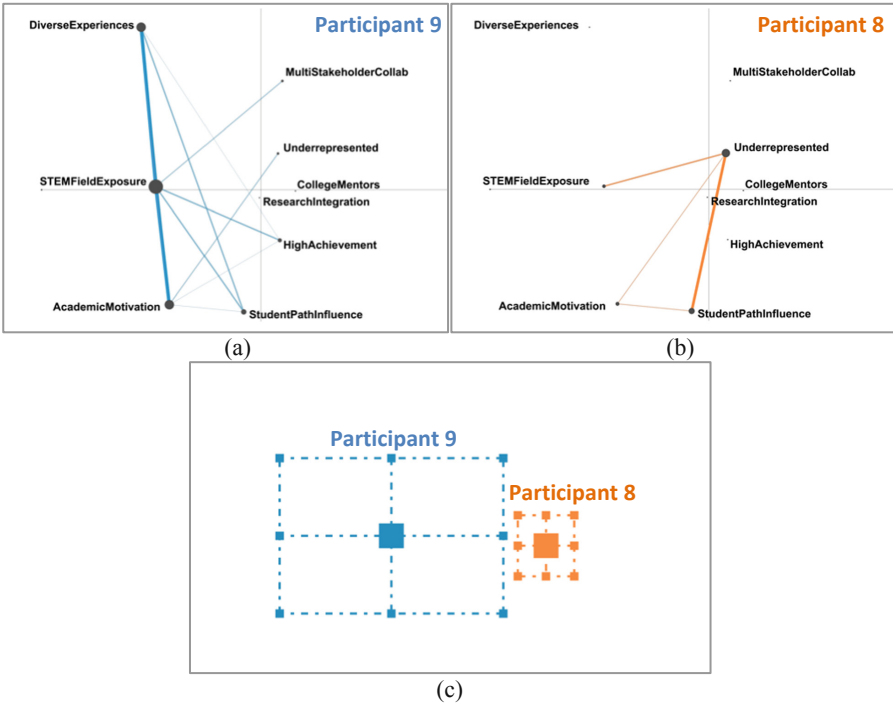 Participant 9
DiverseExperiences
MultiStakeholderCollab
Underrepresented
STEMFieldExposure
CollegeMentors
ResearchIntegration
HighAchievement
AcademicMotivation
StudentPathInfluence
(a)
Participant 8
DiverseExperiences
MultiStakeholderCollab
Underrepresented
STEMFieldExposure
CollegeMentors
ResearchIntegration
HighAchievement
AcademicMotivation
StudentPathInfluence
(b)
Participant 9
Participant 8
(c)